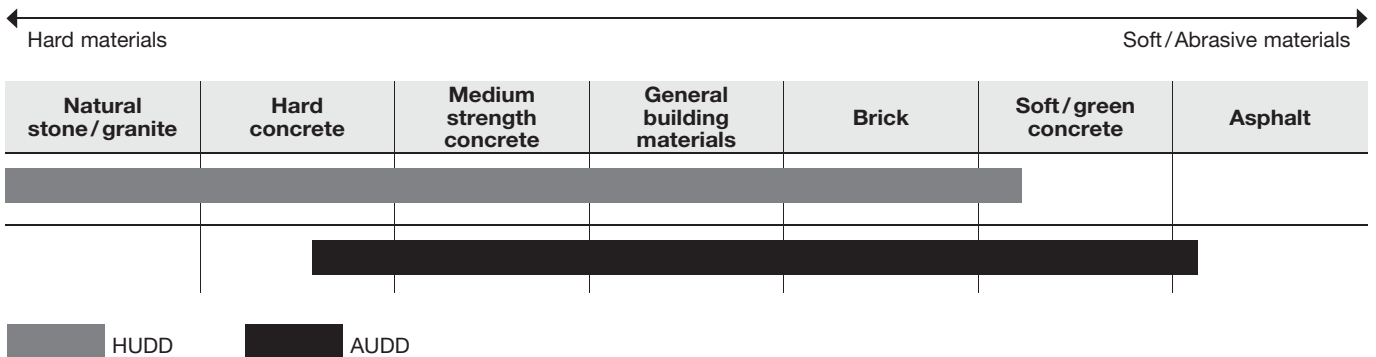 Hard materials
Soft/Abrasive materials
Natural
stone/granite
Hard
concrete
Medium
strength
concrete
General
building
materials
Brick
Soft/green
concrete
Asphalt
HUDD
AUDD